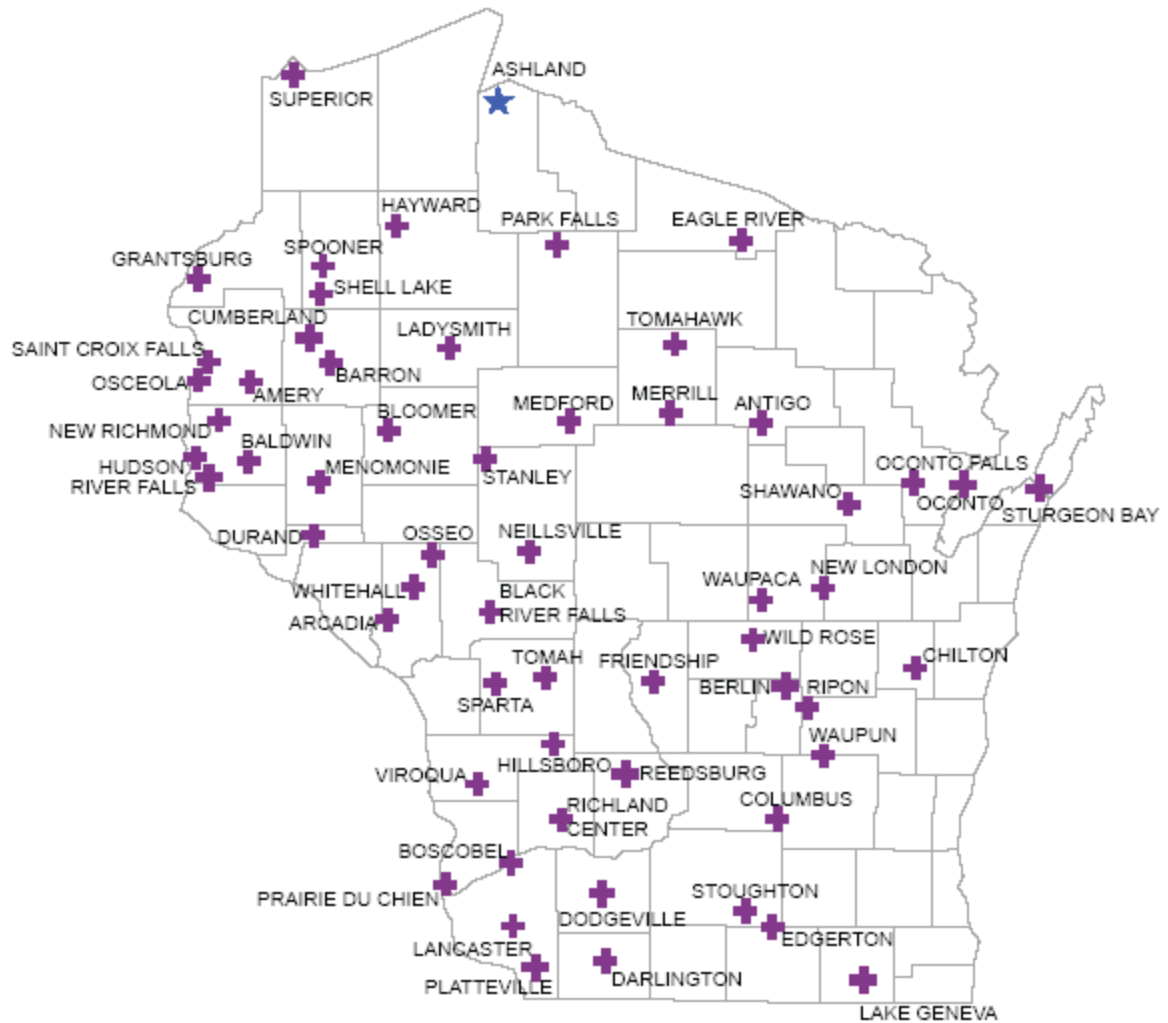 ASHLAND
SUPERIOR
HAYWARD
PARK FALLS
EAGLE RIVER
SPOONER
GRANTSBURG
SHELL LAKE
CUMBERLAND
TOMAHAWK
LADYSMITH
SAINT CROIX FALLS
BARRON
OSCEOLA
AMERY
MERRILL
MEDFORD
ANTIGO
BLOOMER
NEW RICHMOND
BALDWIN
OCONTO FALLS
HUDSON
MENOMONIE
STANLEY
RIVER FALLS
SHAWANO
OCONTO
STURGEON BAY
DURAND
OSSEO
NEILLSVILLE
NEW LONDON
WAUPACA
WHITEHALL
BLACK
RIVER FALLS
ARCADIA
WILD ROSE
CHILTON
TOMAH
FRIENDSHIP
BERLIN
RIPON
SPARTA
WAUPUN
HILLSBORO
REEDSBURG
VIROQUA
COLUMBUS
RICHLAND
CENTER
BOSCOBEL
STOUGHTON
PRAIRIE DU CHIEN
DODGEVILLE
EDGERTON
LANCASTER
DARLINGTON
PLATTEVILLE
LAKE GENEVA